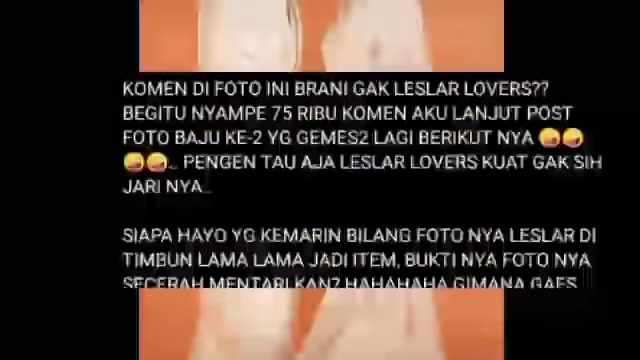 KOMEN DI FOTO INI BRANI GAK LESLAR LOVERS??
BEGITU NYAMPE 75 RIBU KOMEN AKU LANJUT POST
FOTO BAJU KE-2 YG GEMES2 LAGI BERIKUT NYA 😜😜
😜😜.. PENGEN TAU AJA LESLAR LOVERS KUAT GAK SIH
JARI NYA..
SIAPA HAYO YG KEMARIN BILANG FOTO NYA LESLAR DI
TIMBUN LAMA LAMA JADI ITEM, BUKTI NYA FOTO NYA
SECERAH MENTARI KAN? HAHAHAHA GIMANA GAES